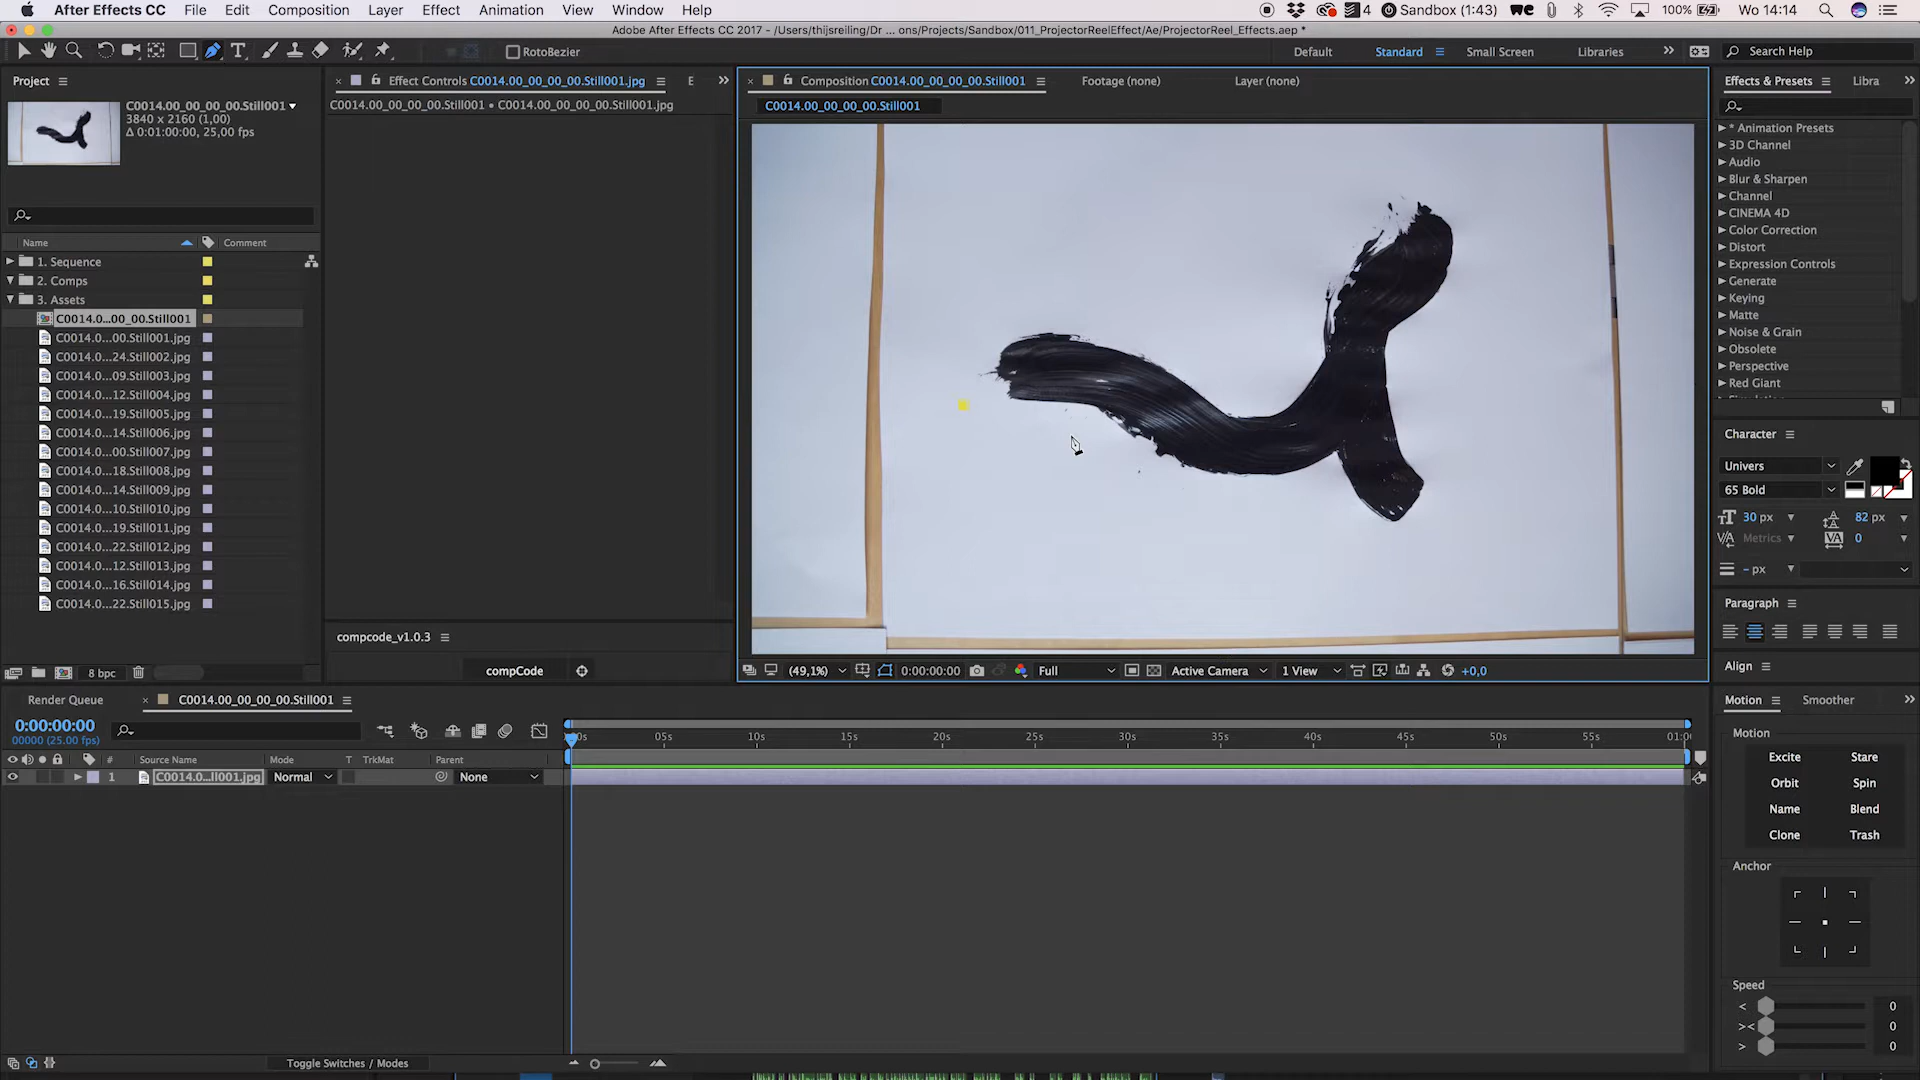 After Effects CC File Edit Composition Layer Effect Animation View Window Help 4 Sandbox (1:43) 100% Wo 14:14
Adobe After Effects CC 2017 - /Users/thijsreiling/Dr ... ons/Projects/Sandbox/011_ProjectorReelEffect/Ae/ProjectorReel_Effects.aep *
T RotoBezier Default Standard Small Screen Libraries Search Help
Project
Effect Controls C0014.00_00_00_00.Still001.jpg E
Composition C0014.00_00_00_00.Still001 Footage (none) Layer (none)
Effects & Presets Libra
C0014.00_00_00_00.Still001
3840 x 2160 (1,00)
Δ 0:01:00:00, 25,00 fps
C0014.00_00_00_00.Still001 • C0014.00_00_00_00.Still001.jpg
C0014.00_00_00_00.Still001
Name Comment
1. Sequence
2. Comps
3. Assets
C0014.0...00_00.Still001
C0014.0...00.Still001.jpg
C0014.0...24.Still002.jpg
C0014.0...09.Still003.jpg
C0014.0...12.Still004.jpg
C0014.0...19.Still005.jpg
C0014.0...14.Still006.jpg
C0014.0...00.Still007.jpg
C0014.0...18.Still008.jpg
C0014.0...14.Still009.jpg
C0014.0...10.Still010.jpg
C0014.0...19.Still011.jpg
C0014.0...22.Still012.jpg
C0014.0...12.Still013.jpg
C0014.0...16.Still014.jpg
C0014.0...22.Still015.jpg
8 bpc
compcode_v1.0.3
compCode
(49,1%) 0:00:00:00 Full Active Camera 1 View +0,0
* Animation Presets
3D Channel
Audio
Blur & Sharpen
Channel
CINEMA 4D
Color Correction
Distort
Expression Controls
Generate
Keying
Matte
Noise & Grain
Obsolete
Perspective
Red Giant
Character
Univers
65 Bold
30 px 82 px
Metrics 0
- px
Paragraph
Align
Render Queue C0014.00_00_00_00.Still001
0:00:00:00
00000 (25.00 fps)
05s 10s 15s 20s 25s 30s 35s 40s 45s 50s 55s 01:0
# Source Name Mode T TrkMat Parent
1 C0014.0...ll001.jpg Normal None
Toggle Switches / Modes
Motion Smoother
Motion
Excite Stare
Orbit Spin
Name Blend
Clone Trash
Anchor
Speed
< 0
>< 0
> 0